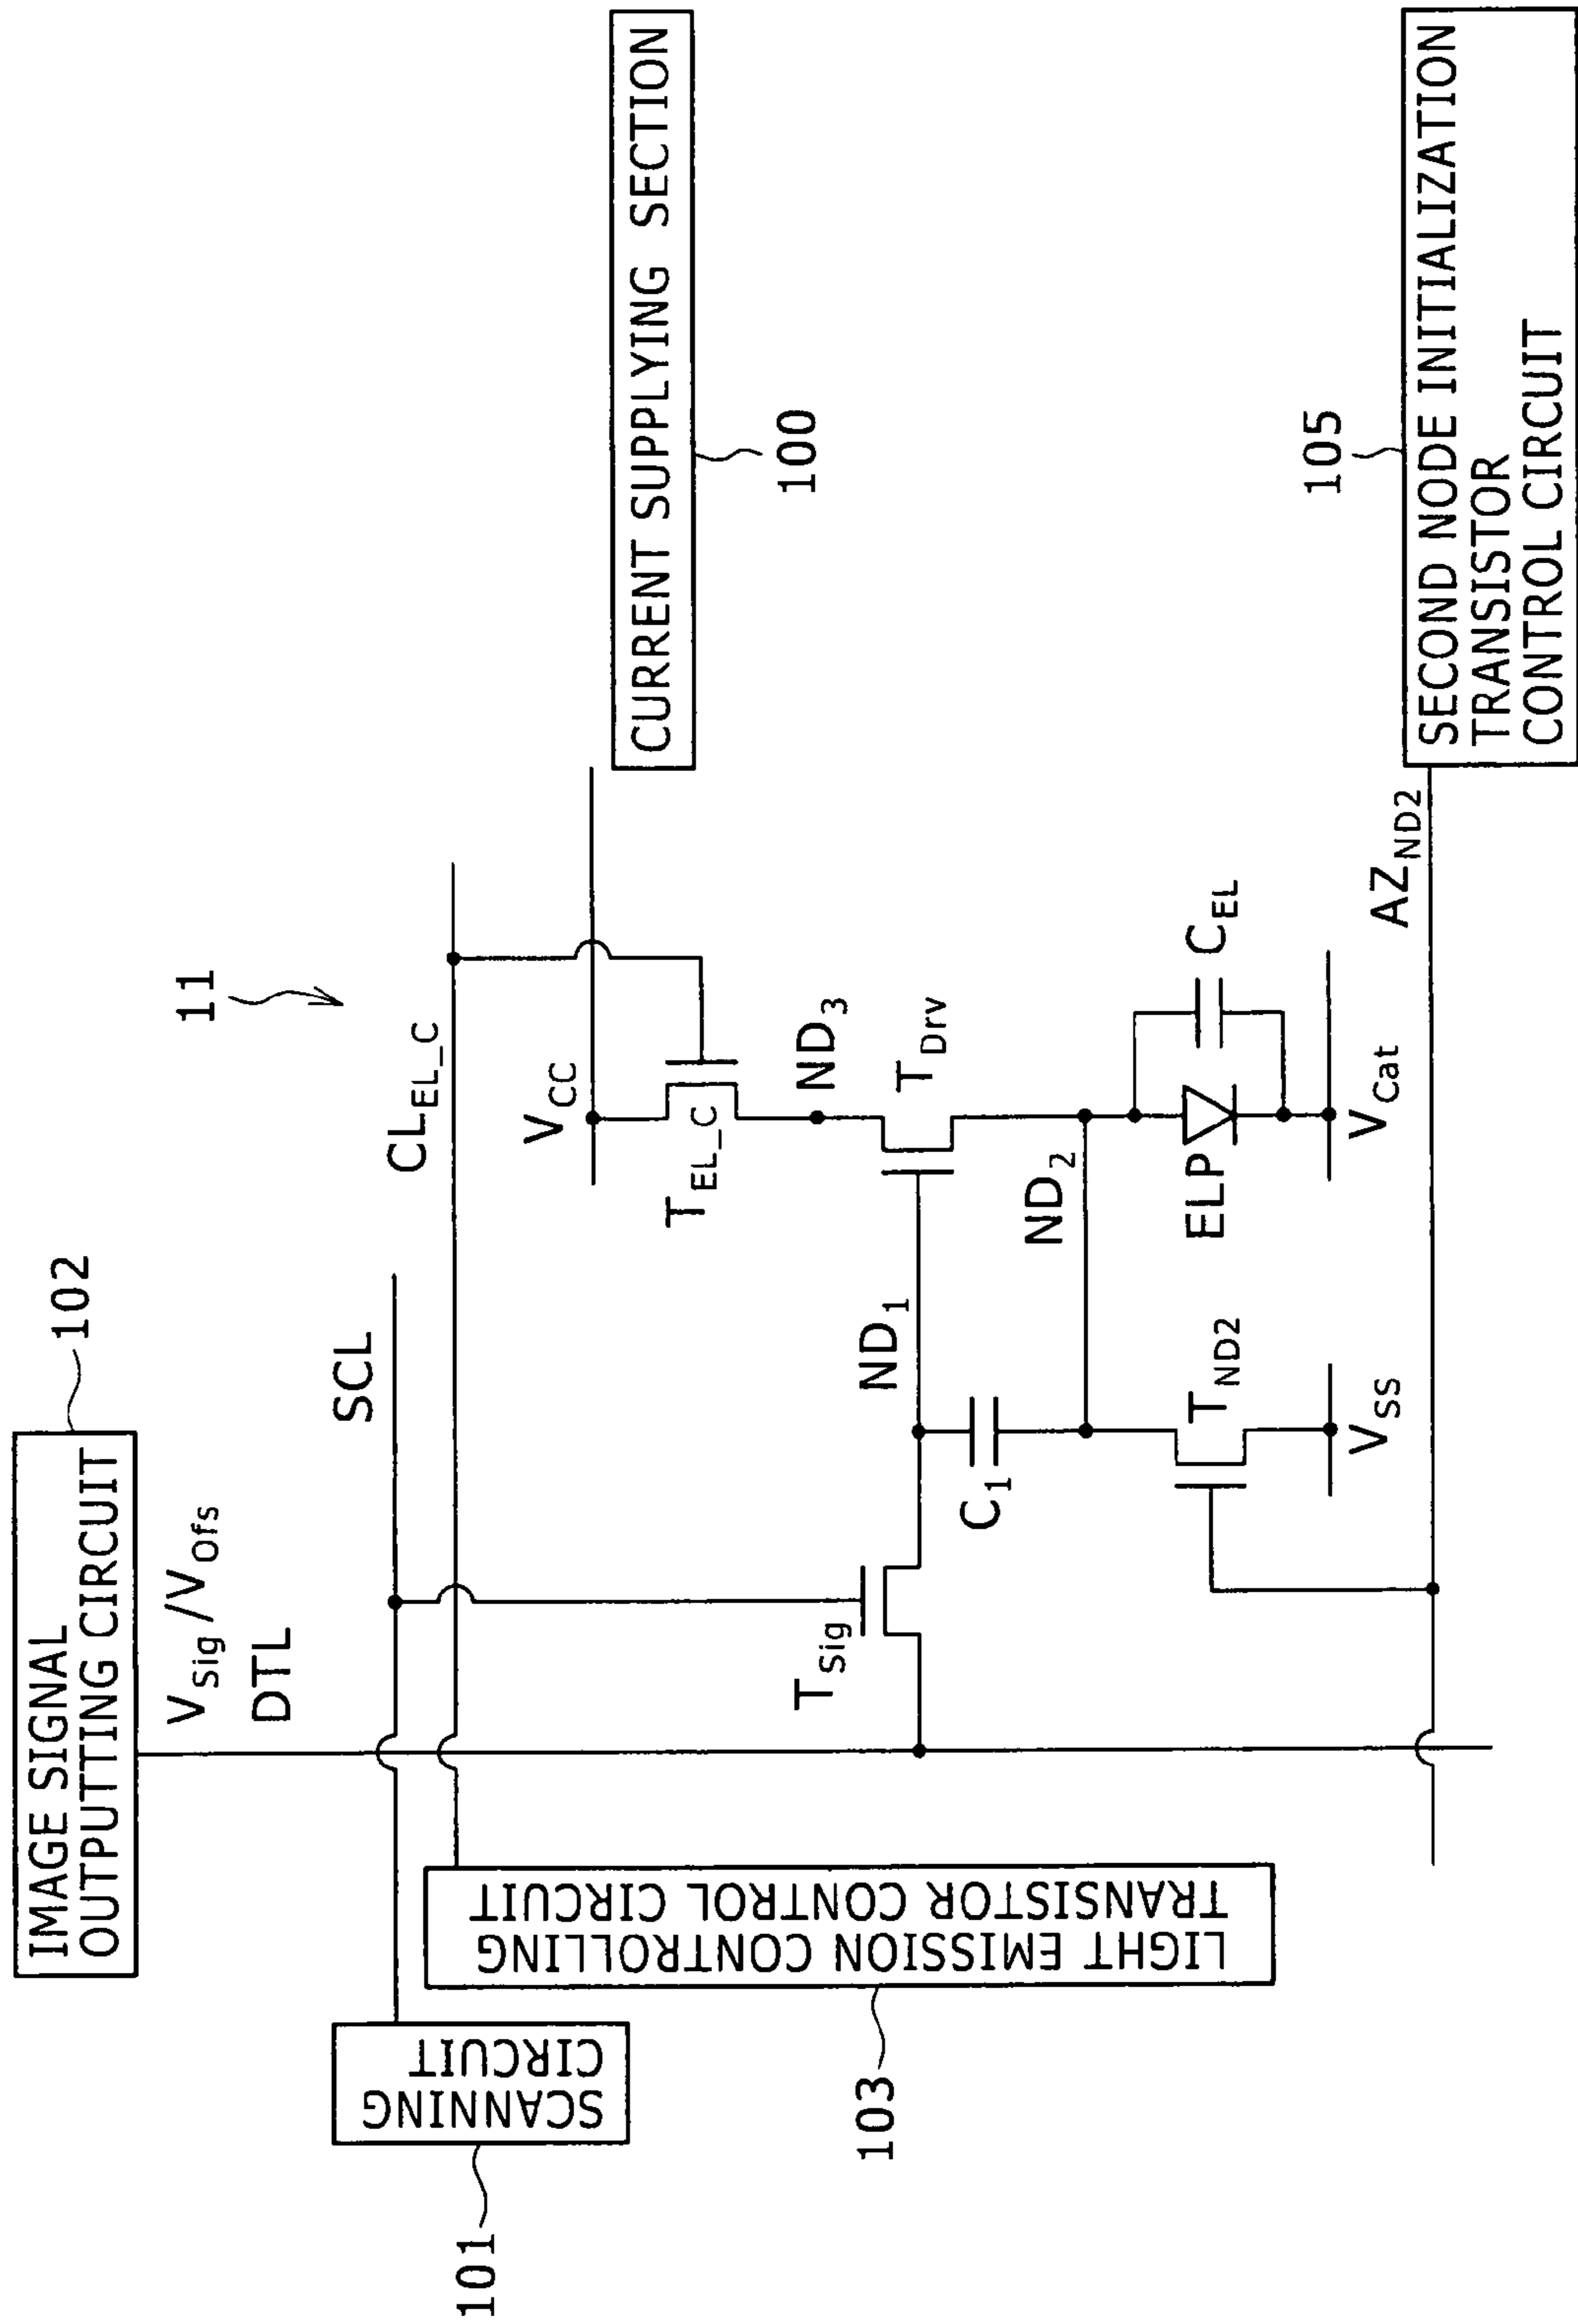 IMAGE SIGNAL
OUTPUTTING CIRCUIT
102
V_Sig/V_Ofs
DTL
11
SCL
CL_EL_C
SCANNING
CIRCUIT
101
LIGHT EMISSION CONTROLLING
TRANSISTOR CONTROL CIRCUIT
103
V_CC
CURRENT SUPPLYING SECTION
100
T_EL_C
ND_3
T_Sig
ND_1
T_Drv
C_1
ND_2
C_EL
ELP
T_ND2
V_SS
V_Cat
AZ_ND2
105
SECOND NODE INITIALIZATION
TRANSISTOR
CONTROL CIRCUIT